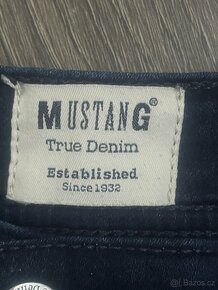 MUSTANG®
True Denim
Established
Since 1932
Bazos.cz